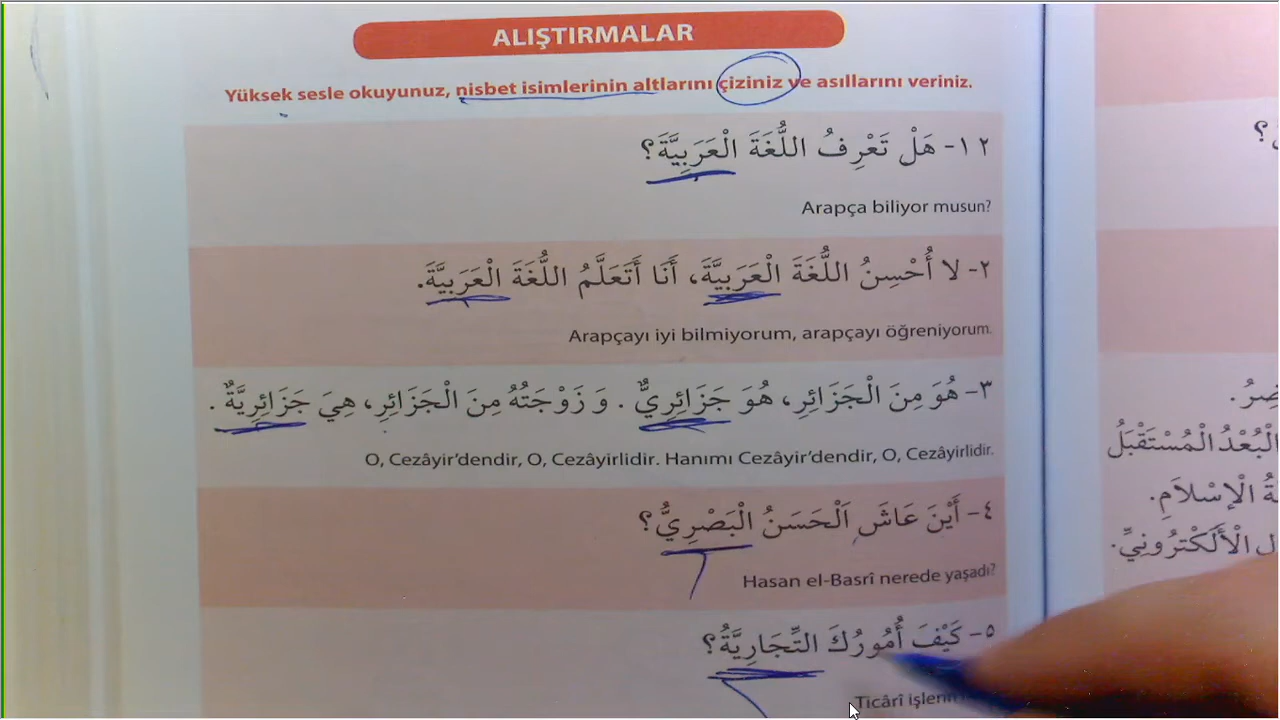 ALIŞTIRMALAR
Yüksek sesle okuyunuz, nisbet isimlerinin altlarını çiziniz ve asıllarını veriniz.
١٢- هَلْ تَعْرِفُ اللُّغَةَ الْعَرَبِيَّةَ؟
Arapça biliyor musun?
٢- لا أُحْسِنُ اللُّغَةَ الْعَرَبِيَّةَ، أَنَا أَتَعَلَّمُ اللُّغَةَ الْعَرَبِيَّةَ.
Arapçayı iyi bilmiyorum, arapçayı öğreniyorum.
٣- هُوَ مِنَ الْجَزَائِرِ، هُوَ جَزَائِرِيٌّ . وَ زَوْجَتُهُ مِنَ الْجَزَائِرِ، هِيَ جَزَائِرِيَّةٌ .
O, Cezâyir'dendir, O, Cezâyirlidir. Hanımı Cezâyir'dendir, O, Cezâyirlidir.
٤- أَيْنَ عَاشَ اَلْحَسَنُ الْبَصْرِيُّ؟
Hasan el-Basrî nerede yaşadı?
٥- كَيْفَ أُمُورُكَ التِّجَارِيَّةُ؟
Ticârî
؟
الْبُعْدُ الْمُسْتَقْبَلُ
الْإِسْلَامِ.
الْأَلَكْتْرُونِيِّ.